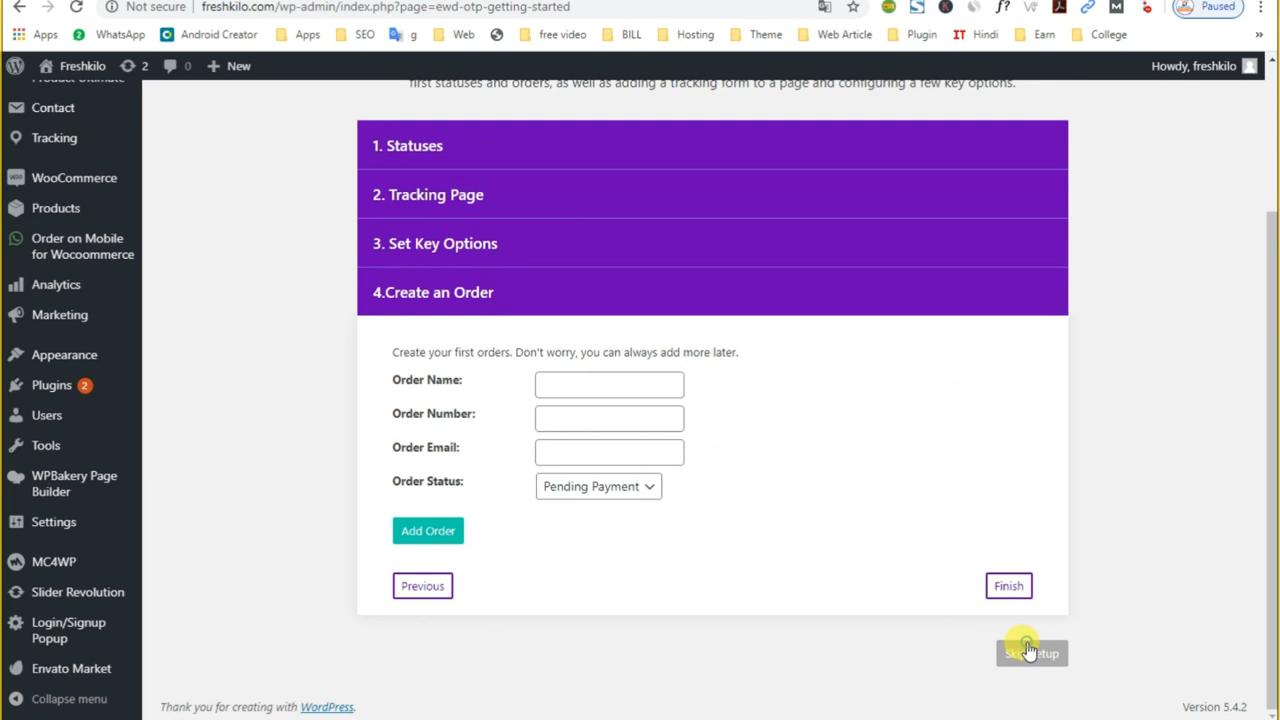 Not secure freshkilo.com/wp-admin/index.php?page=ewd-otp-getting-started Paused
Apps WhatsApp Android Creator Apps SEO g Web free video BILL Hosting Theme Web Article Plugin IT Hindi Earn College »
Freshkilo 2 0 + New Howdy, freshkilo
Product Ultimate
first statuses and orders, as well as adding a tracking form to a page and configuring a few key options.
Contact
Tracking
WooCommerce
Products
Order on Mobile
for Wocoommerce
Analytics
Marketing
Appearance
Plugins 2
Users
Tools
WPBakery Page
Builder
Settings
MC4WP
Slider Revolution
Login/Signup
Popup
Envato Market
Collapse menu
1. Statuses
2. Tracking Page
3. Set Key Options
4.Create an Order
Create your first orders. Don't worry, you can always add more later.
Order Name:
Order Number:
Order Email:
Order Status: Pending Payment
Add Order
Previous Finish
Skip Setup
Thank you for creating with WordPress. Version 5.4.2